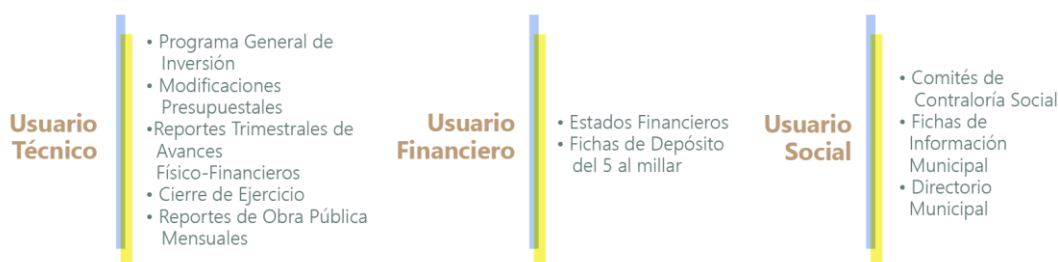 Usuario
Técnico
• Programa General de
Inversión
• Modificaciones
Presupuestales
•Reportes Trimestrales de
Avances
Físico-Financieros
• Cierre de Ejercicio
• Reportes de Obra Pública
Mensuales
Usuario
Financiero
• Estados Financieros
• Fichas de Depósito
del 5 al millar
Usuario
Social
• Comités de
Contraloría Social
• Fichas de
Información
Municipal
• Directorio
Municipal